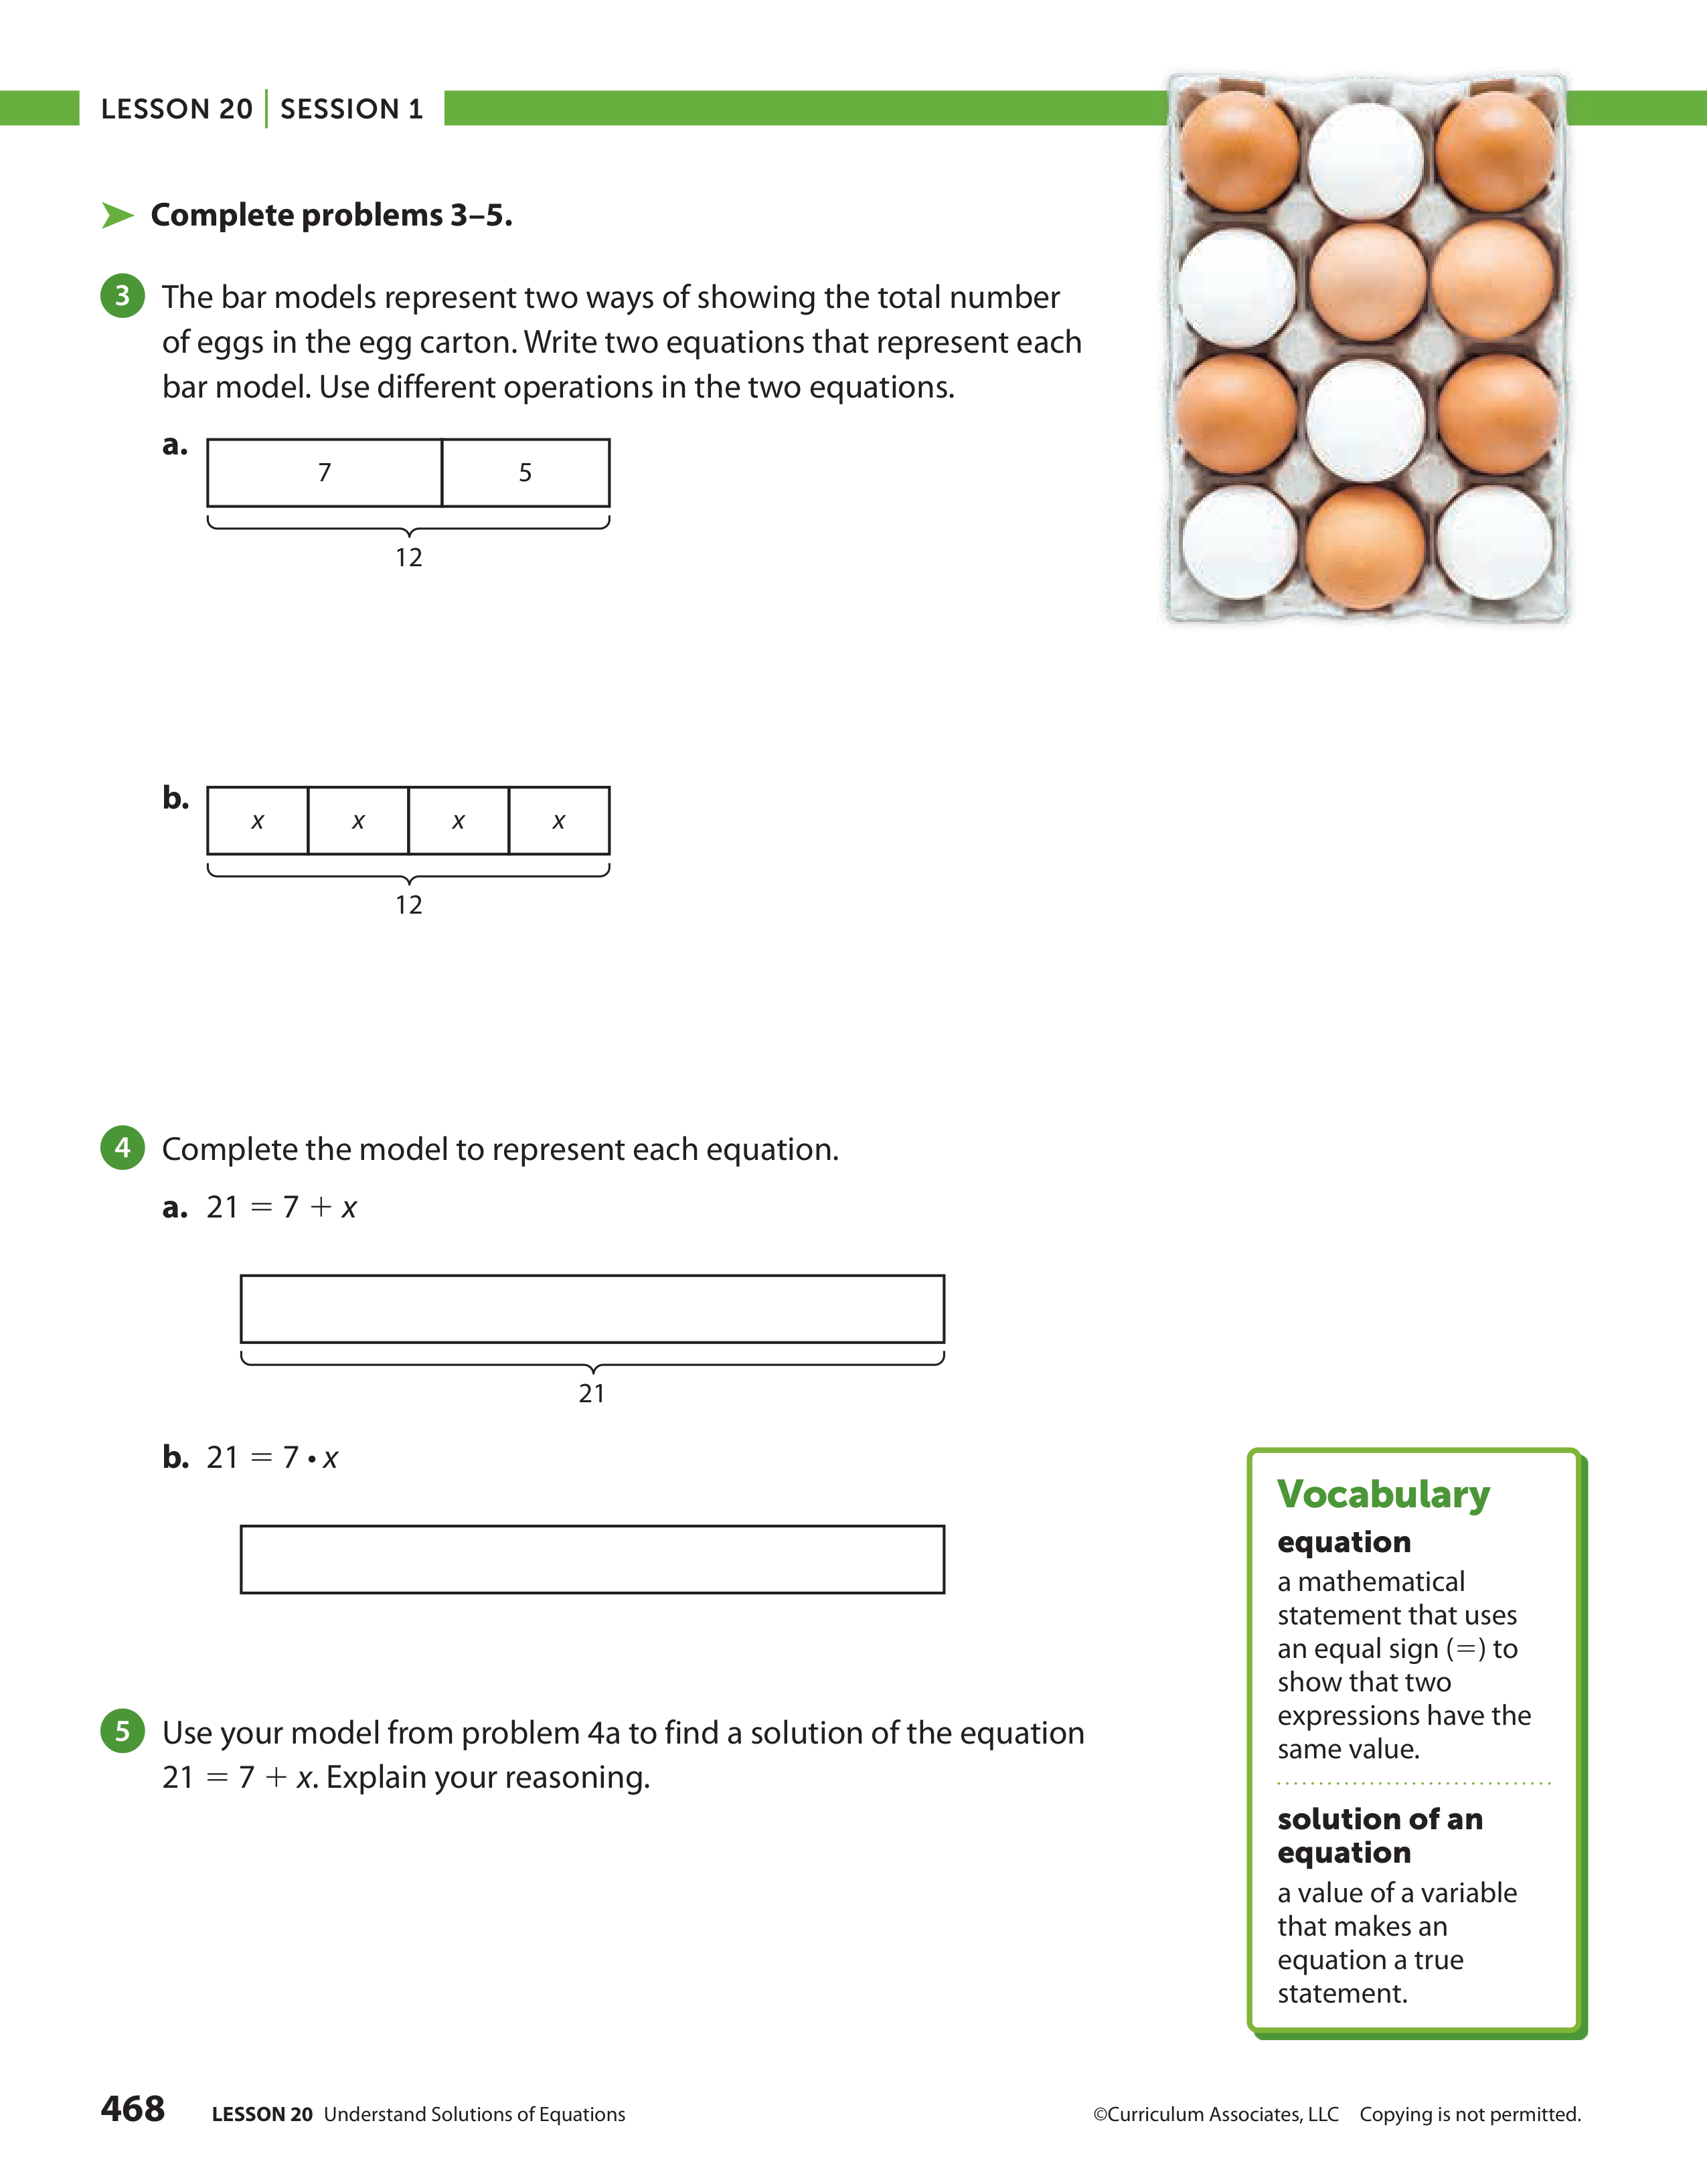 LESSON 20 | SESSION 1
Complete problems 3–5.
3 The bar models represent two ways of showing the total number
of eggs in the egg carton. Write two equations that represent each
bar model. Use different operations in the two equations.
a.
7 5
12
b.
x x x x
12
4 Complete the model to represent each equation.
a. 21 = 7 + x
21
b. 21 = 7 • x
5 Use your model from problem 4a to find a solution of the equation
21 = 7 + x. Explain your reasoning.
Vocabulary
equation
a mathematical
statement that uses
an equal sign (=) to
show that two
expressions have the
same value.
solution of an
equation
a value of a variable
that makes an
equation a true
statement.
468 LESSON 20 Understand Solutions of Equations
©Curriculum Associates, LLC Copying is not permitted.